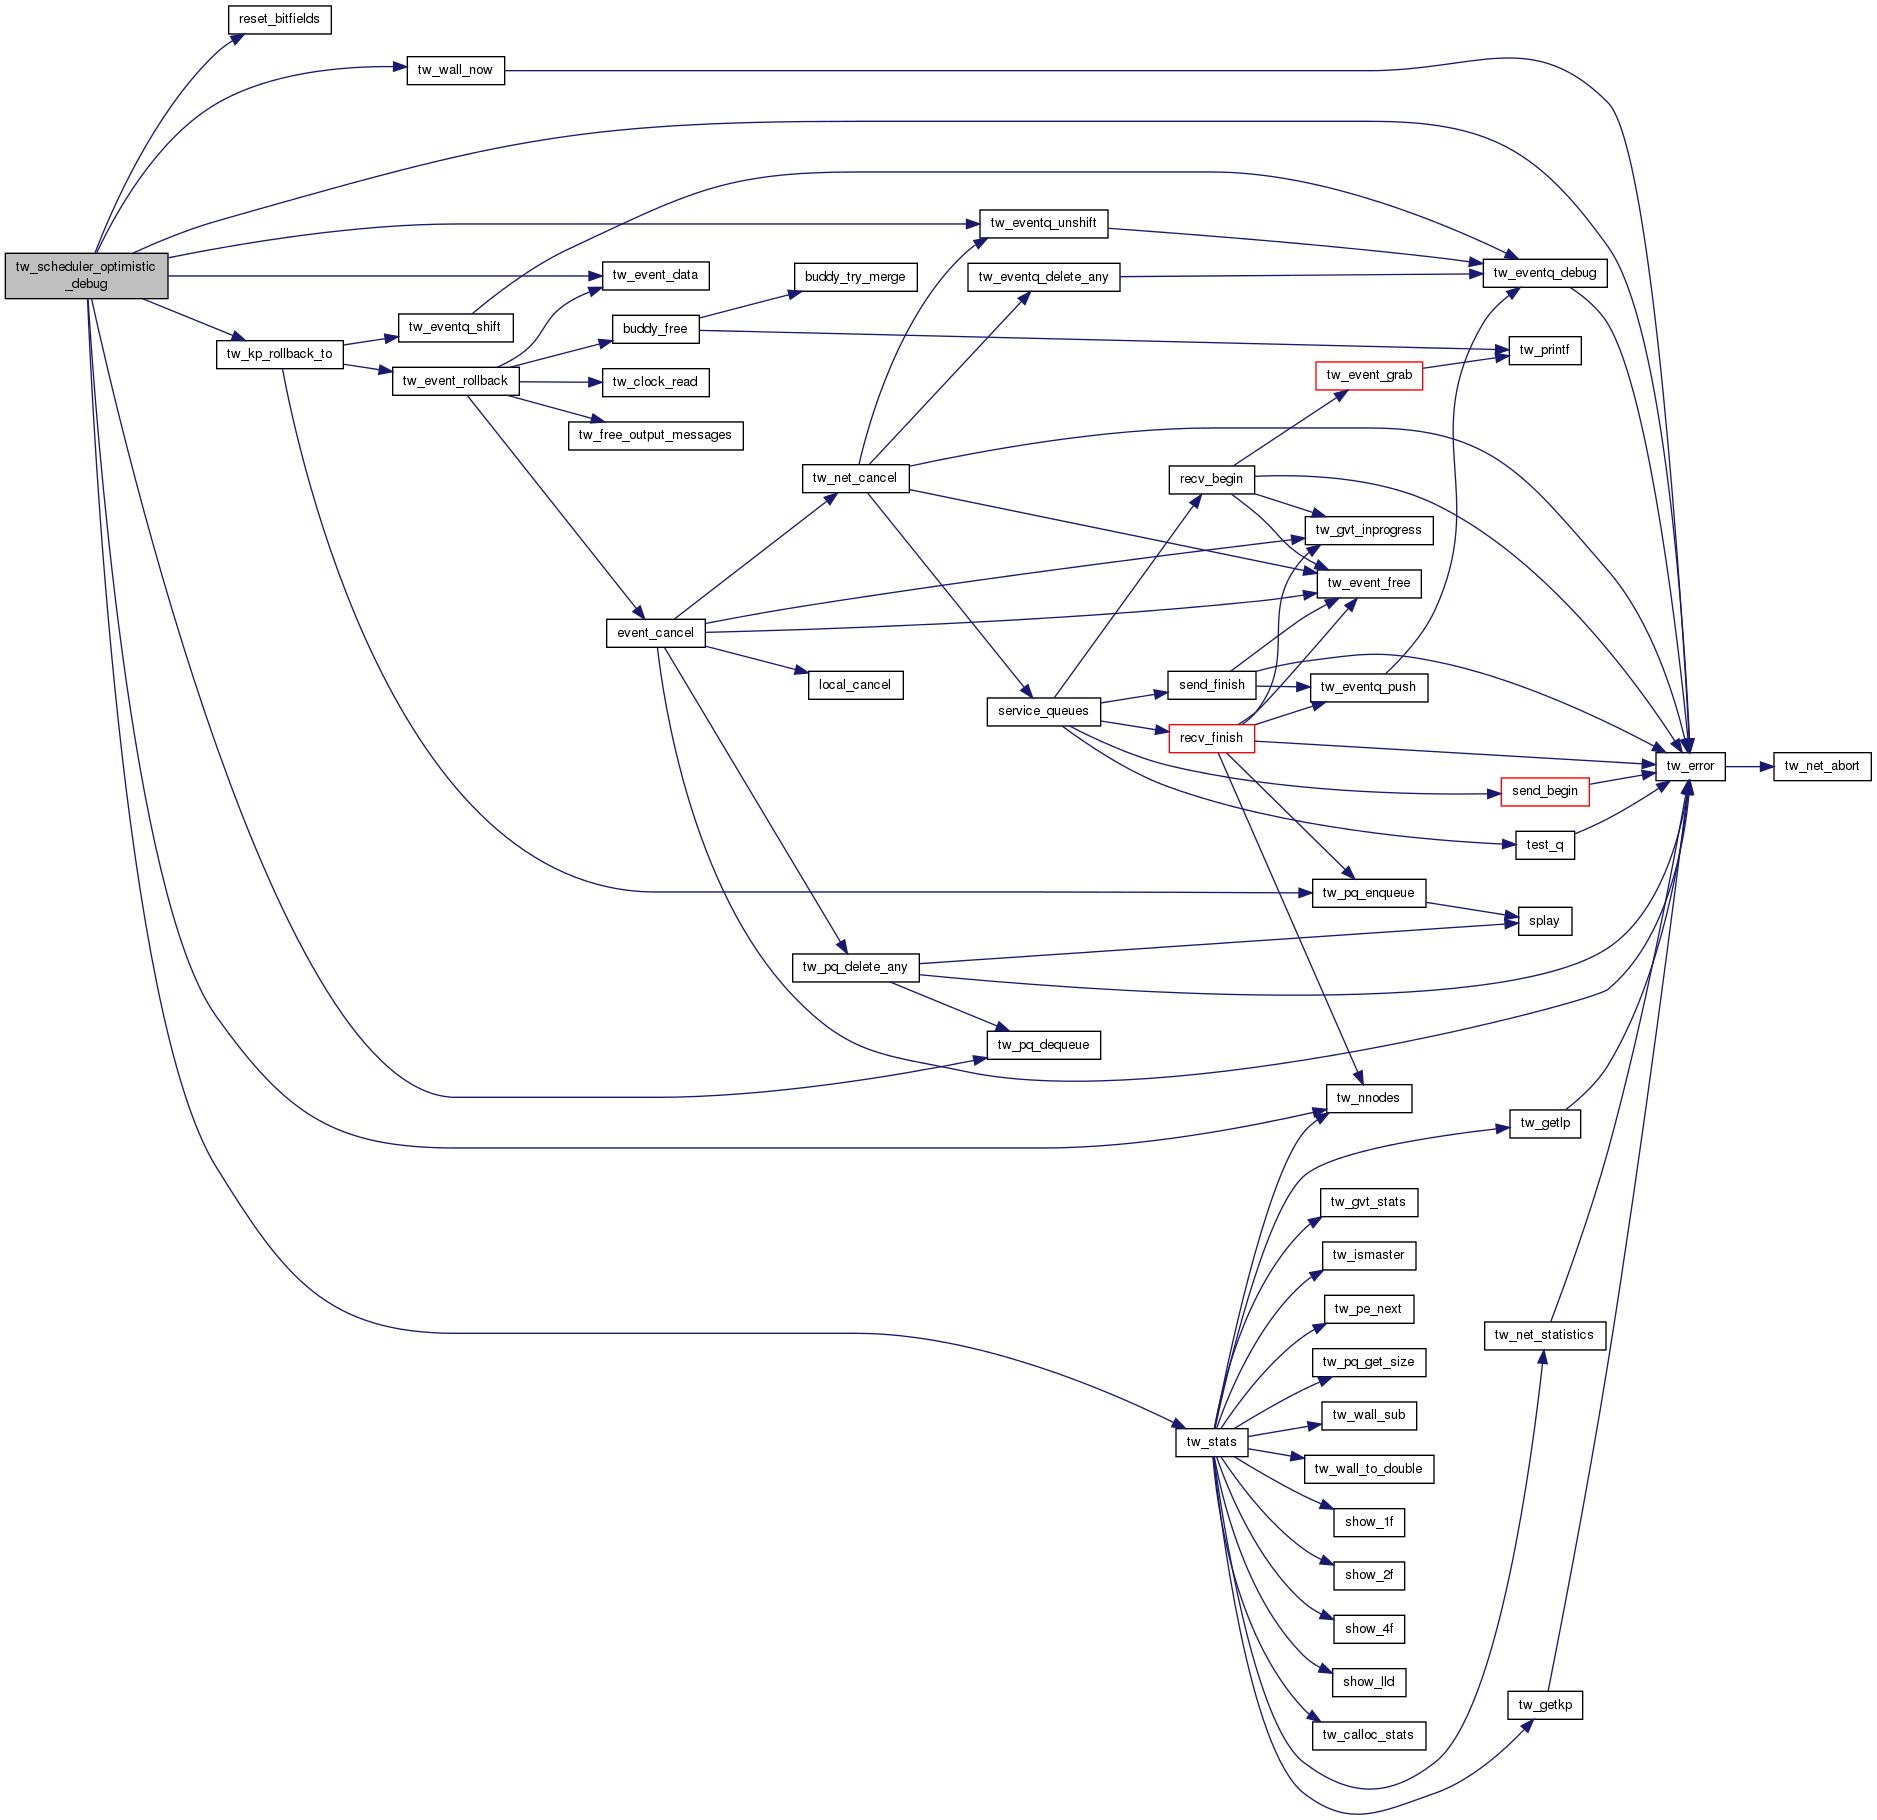 reset_bitfields
tw_wall_now
tw_scheduler_optimistic
_debug
tw_eventq_unshift
tw_event_data
buddy_try_merge
tw_eventq_delete_any
tw_eventq_debug
tw_eventq_shift
buddy_free
tw_kp_rollback_to
tw_printf
tw_event_rollback
tw_clock_read
tw_event_grab
tw_free_output_messages
tw_net_cancel
recv_begin
tw_gvt_inprogress
tw_event_free
event_cancel
local_cancel
send_finish
tw_eventq_push
service_queues
recv_finish
tw_error
tw_net_abort
send_begin
test_q
tw_pq_enqueue
splay
tw_pq_delete_any
tw_pq_dequeue
tw_nnodes
tw_getlp
tw_gvt_stats
tw_ismaster
tw_pe_next
tw_net_statistics
tw_pq_get_size
tw_wall_sub
tw_stats
tw_wall_to_double
show_1f
show_2f
show_4f
show_lld
tw_getkp
tw_calloc_stats